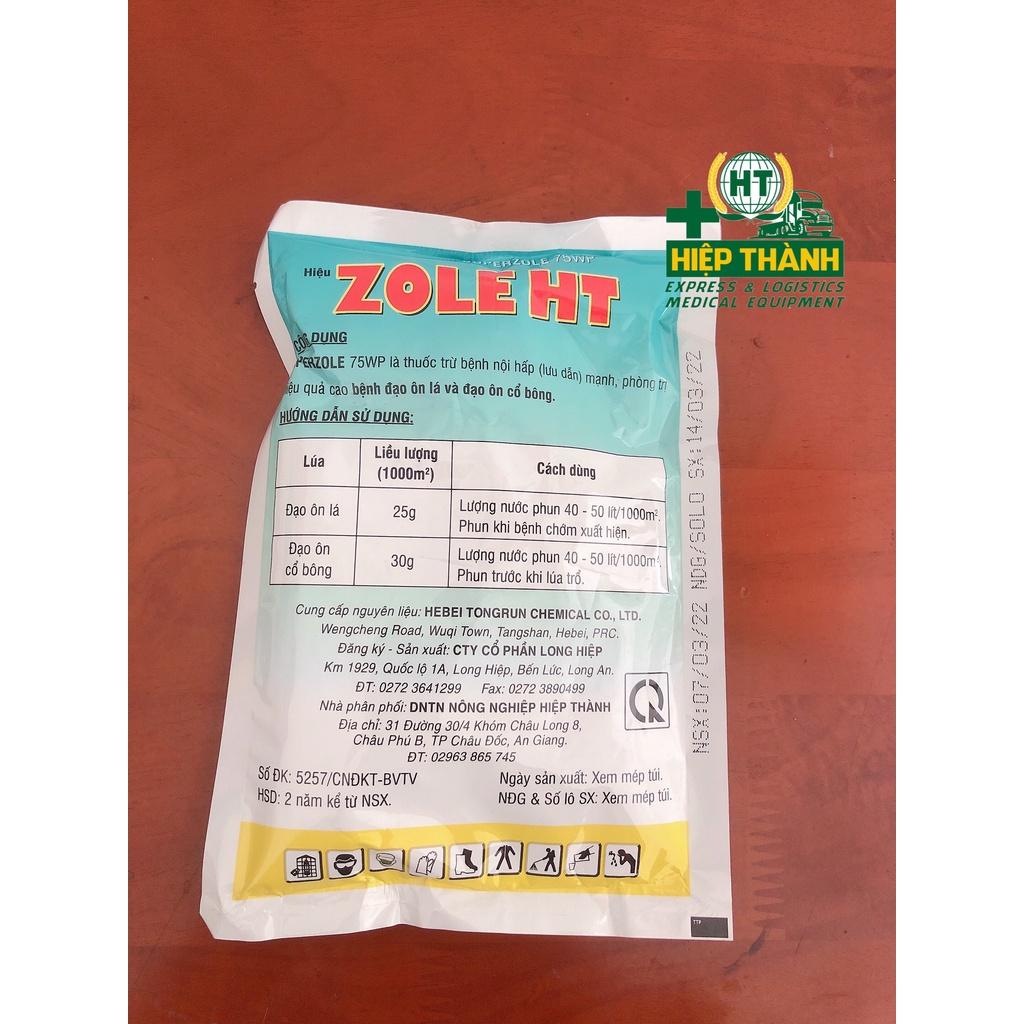 HT
HIỆP THÀNH
EXPRESS & LOGISTICS
MEDICAL EQUIPMENT
75WP
Hiệu ZOLE HT
CÔNG DỤNG
75WP là thuốc trừ bệnh nội hấp (lưu dẫn) mạnh, phòng trị
quả cao bệnh đạo ôn lá và đạo ôn cổ bông.
HƯỚNG DẪN SỬ DỤNG:
Lúa Liều lượng (1000m²) Cách dùng
Đạo ôn lá 25g Lượng nước phun 40 - 50 lít/1000m².
Phun khi bệnh chớm xuất hiện.
Đạo ôn cổ bông 30g Lượng nước phun 40 - 50 lít/1000m².
Phun trước khi lúa trổ.
Cung cấp nguyên liệu: HEBEI TONGRUN CHEMICAL CO., LTD.
Wengcheng Road, Wuqi Town, Tangshan, Hebei, PRC.
Đăng ký - Sản xuất: CTY CỔ PHẦN LONG HIỆP
Km 1929, Quốc lộ 1A, Long Hiệp, Bến Lức, Long An.
ĐT: 0272 3641299 Fax: 0272 3890499
Nhà phân phối: DNTN NÔNG NGHIỆP HIỆP THÀNH
Địa chỉ: 31 Đường 30/4 Khóm Châu Long 8,
Châu Phú B, TP Châu Đốc, An Giang.
ĐT: 02963 865 745
Số ĐK: 5257/CNĐKT-BVTV Ngày sản xuất: Xem mép túi.
HSD: 2 năm kể từ NSX. NĐG & Số lô SX: Xem mép túi.
NSX:07/03/22 NDG/SOLO SX:14/03/22
TTP